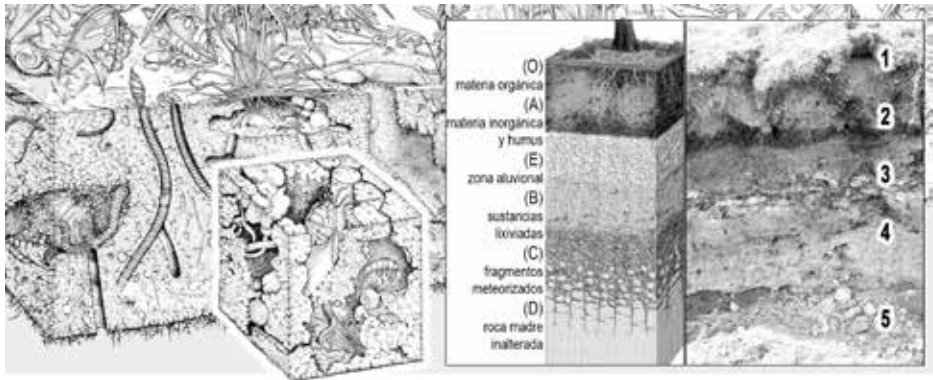 (O)
materia orgánica
(A)
materia inorgánica
y humus
(E)
zona aluvional
(B)
sustancias
lixiviadas
(C)
fragmentos
meteorizados
(D)
roca madre
inalterada
1
2
3
4
5